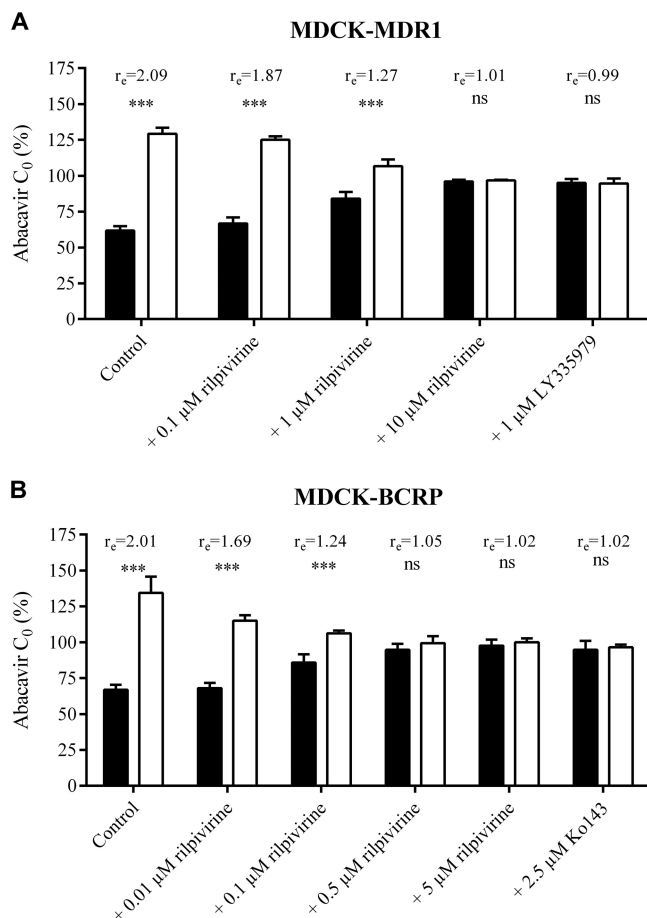 A
MDCK-MDR1
rₑ=2.09 rₑ=1.87 rₑ=1.27 rₑ=1.01 rₑ=0.99
*** *** *** ns ns
175
150
125
100
75
50
25
0
Abacavir C₀ (%)
Control
+ 0.1 µM rilpivirine
+ 1 µM rilpivirine
+ 10 µM rilpivirine
+ 1 µM LY335979
B
MDCK-BCRP
rₑ=2.01 rₑ=1.69 rₑ=1.24 rₑ=1.05 rₑ=1.02 rₑ=1.02
*** *** *** ns ns ns
175
150
125
100
75
50
25
0
Abacavir C₀ (%)
Control
+ 0.01 µM rilpivirine
+ 0.1 µM rilpivirine
+ 0.5 µM rilpivirine
+ 5 µM rilpivirine
+ 2.5 µM Ko143